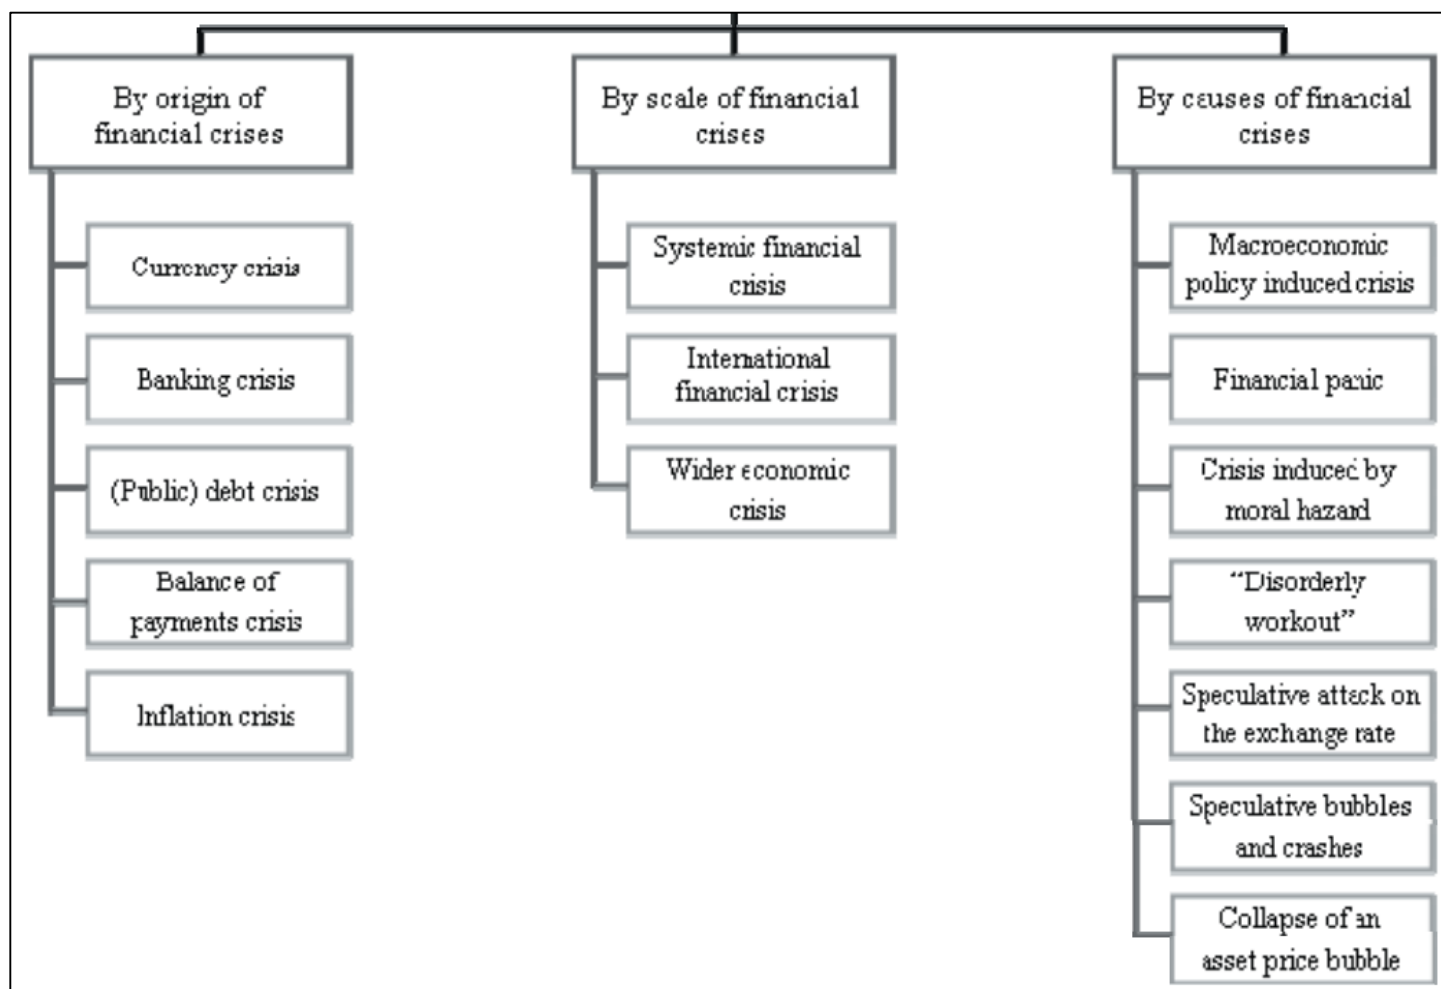 By origin of
financial crises
Currency crisis
Banking crisis
(Public) debt crisis
Balance of
payments crisis
Inflation crisis
By scale of financial
crises
Systemic financial
crisis
International
financial crisis
Wider economic
crisis
By causes of financial
crises
Macroeconomic
policy induced crisis
Financial panic
Crisis induced by
moral hazard
“Disorderly
workout”
Speculative attack on
the exchange rate
Speculative bubbles
and crashes
Collapse of an
asset price bubble